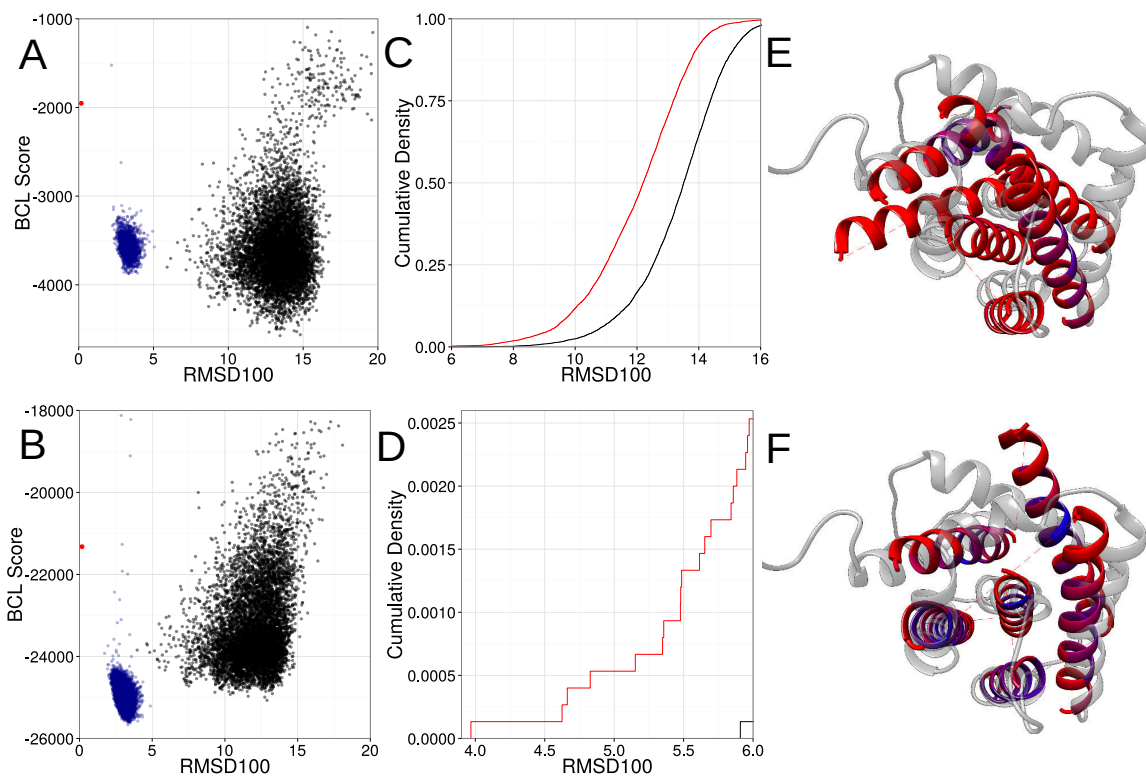 A
BCL Score
-1000
-2000
-3000
-4000
0
5
10
15
20
RMSD100
C
Cumulative Density
1.00
0.75
0.50
0.25
0.00
6
8
10
12
14
16
RMSD100
E
B
BCL Score
-18000
-20000
-22000
-24000
-26000
0
5
10
15
20
RMSD100
D
Cumulative Density
0.0025
0.0020
0.0015
0.0010
0.0005
0.0000
4.0
4.5
5.0
5.5
6.0
RMSD100
F